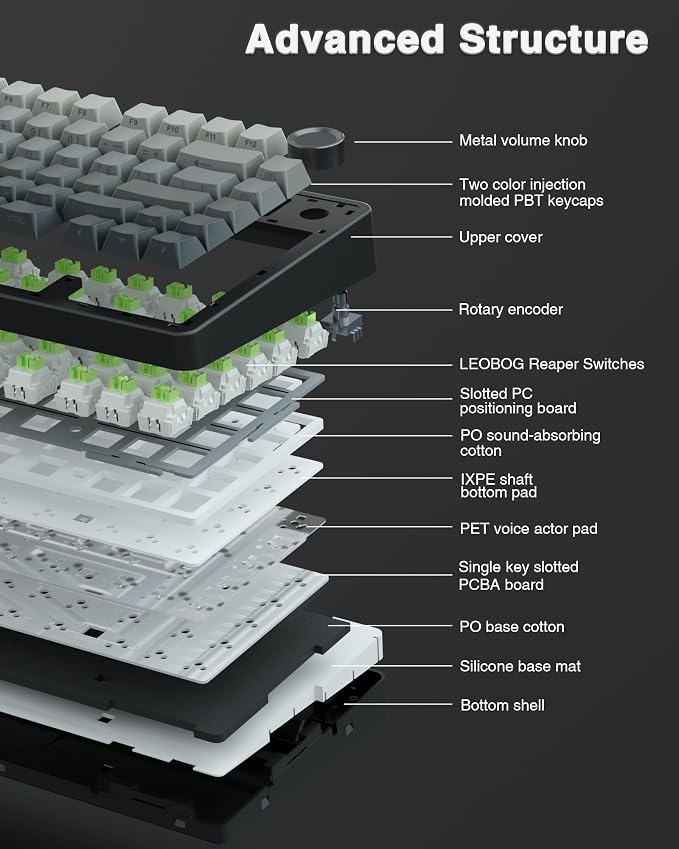 Advanced Structure
F6
F7
F8
F9
F10
F11
F12
DEL
CTRL
Metal volume knob
Two color injection
molded PBT keycaps
Upper cover
Rotary encoder
LEOBOG Reaper Switches
Slotted PC
positioning board
PO sound-absorbing
cotton
IXPE shaft
bottom pad
PET voice actor pad
Single key slotted
PCBA board
PO base cotton
Silicone base mat
Bottom shell